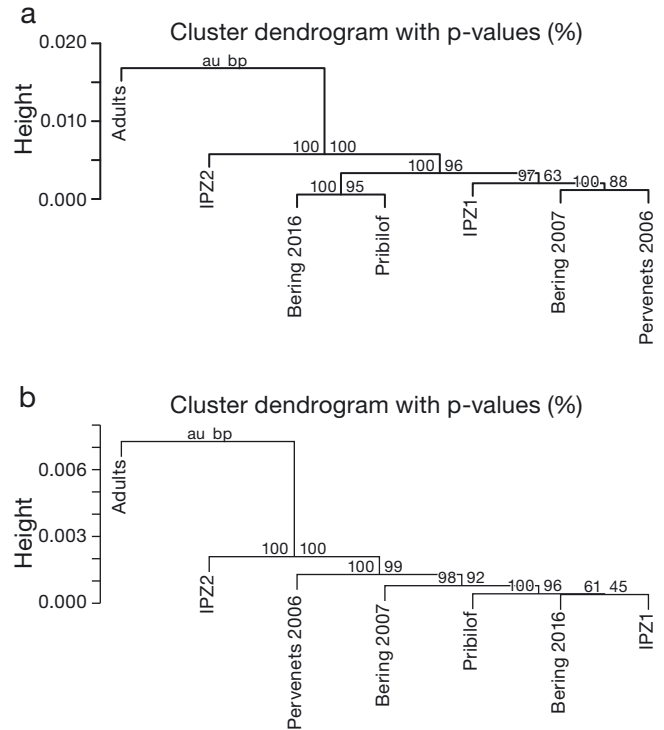 a
Cluster dendrogram with p-values (%)
Height
0.020
0.010
0.000
au bp
Adults
100 100
IPZ2
100 96
100 95
97 63
100 88
Bering 2016
Pribilof
IPZ1
Bering 2007
Pervenets 2006
b
Cluster dendrogram with p-values (%)
Height
0.006
0.003
0.000
au bp
Adults
100 100
IPZ2
100 99
Pervenets 2006
98 92
Bering 2007
100 96
Pribilof
61 45
Bering 2016
IPZ1